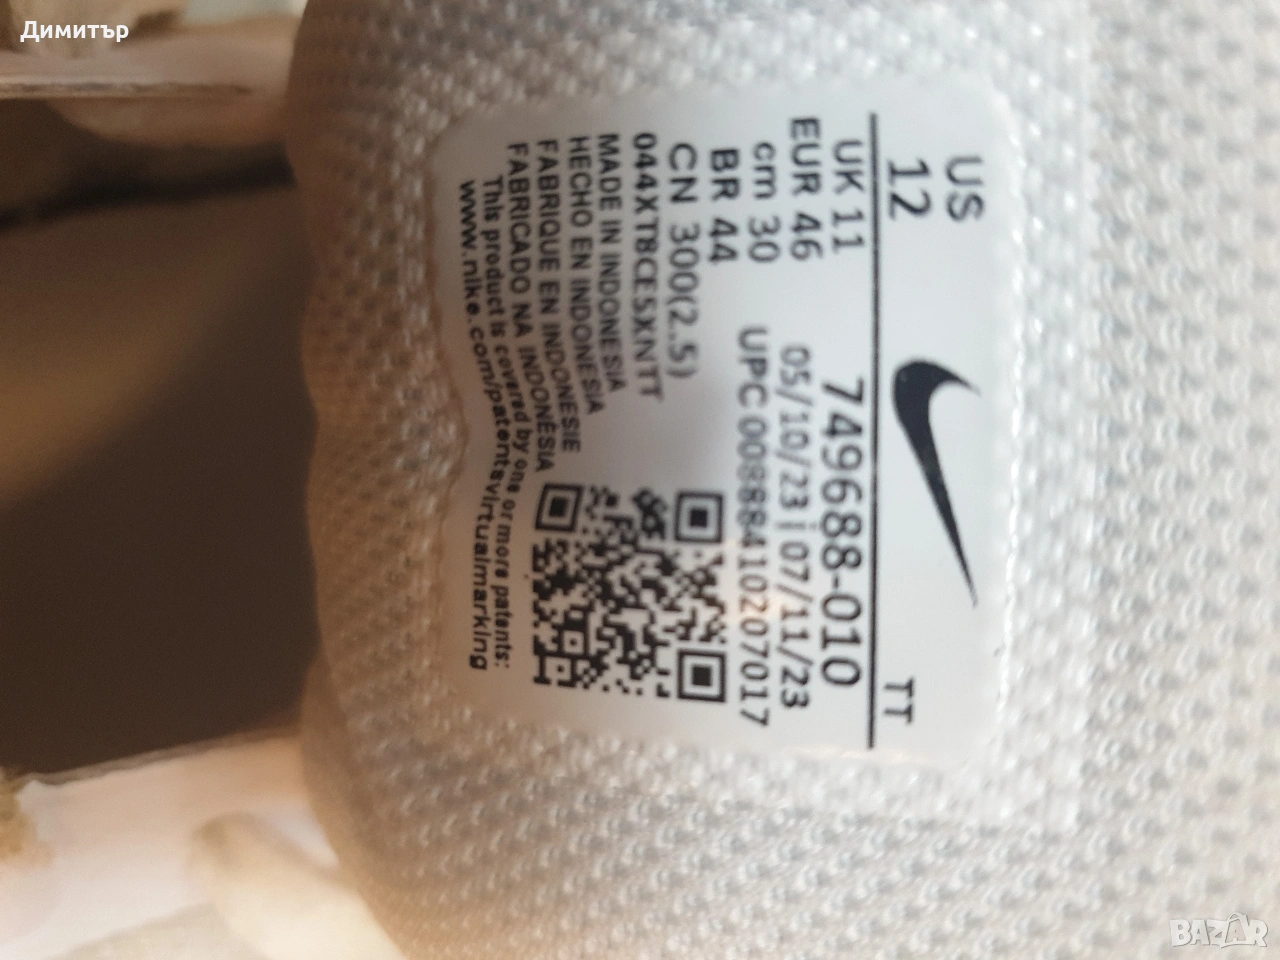 Димитър
US
12
TT
UK 11
EUR 46
cm 30
BR 44
CN 300(2.5)
749688-010
05/10/23 | 07/11/23
UPC 00888410207017
044XT8CE5XNTT
MADE IN INDONESIA
HECHO EN INDONESIA
FABRIQUE EN INDONESIE
FABRICADO NA INDONÉSIA
This product is covered by one or more patents:
www.nike.com/patentsvirtualmarking
BAZAR